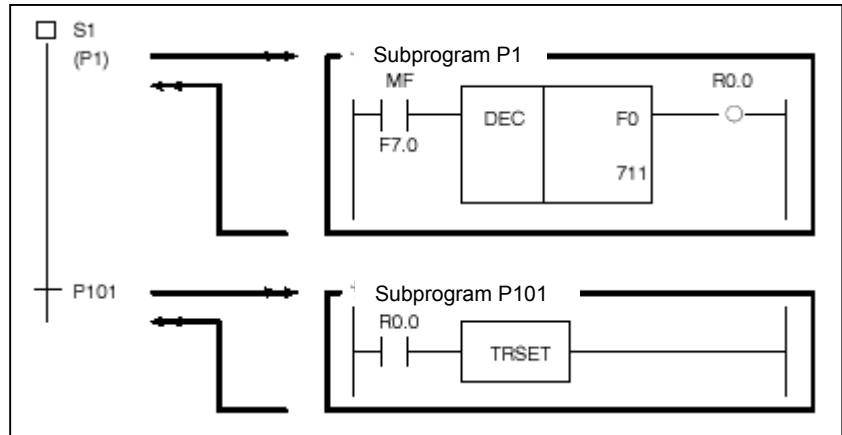 S1
(P1)
Subprogram P1
MF
R0.0
DEC
F0
F7.0
711
P101
Subprogram P101
R0.0
TRSET